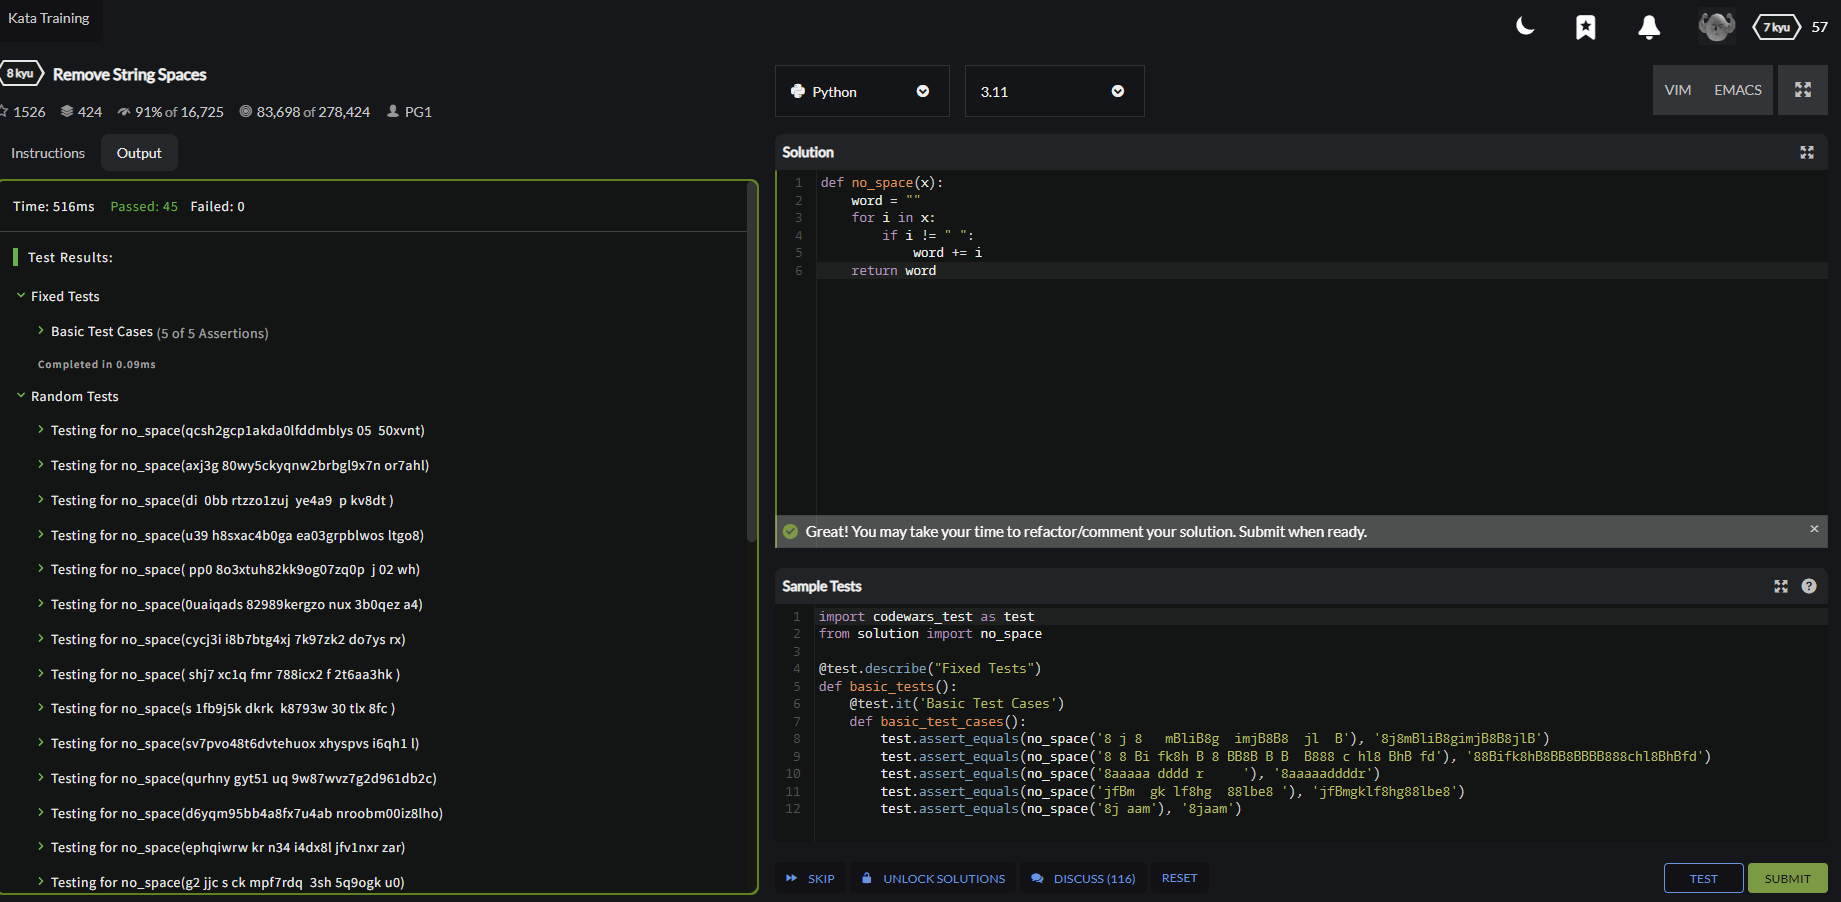 Kata Training
7 kyu 57
8 kyu Remove String Spaces
1526 424 91% of 16,725 83,698 of 278,424 PG1
Instructions Output
Time: 516ms Passed: 45 Failed: 0
Test Results:
Fixed Tests
Basic Test Cases (5 of 5 Assertions)
Completed in 0.09ms
Random Tests
Testing for no_space(qcsh2gcp1akda0lfddmblys 05  50xvnt)
Testing for no_space(axj3g 80wy5ckyqnw2brbgl9x7n or7ahl)
Testing for no_space(di  0bb rtzzo1zuj  ye4a9  p kv8dt )
Testing for no_space(u39 h8sxac4b0ga ea03grpblwos ltgo8)
Testing for no_space( pp0 8o3xtuh82kk9og07zq0p  j 02 wh)
Testing for no_space(0uaiqads 82989kergzo nux 3b0qez a4)
Testing for no_space(cycj3i i8b7btg4xj 7k97zk2 do7ys rx)
Testing for no_space( shj7 xc1q fmr 788icx2 f 2t6aa3hk )
Testing for no_space(s 1fb9j5k dkrk  k8793w 30 tlx 8fc )
Testing for no_space(sv7pvo48t6dvtehuox xhyspvs i6qh1 l)
Testing for no_space(qurhny gyt51 uq 9w87wvz7g2d961db2c)
Testing for no_space(d6yqm95bb4a8fx7u4ab nroobm00iz8lho)
Testing for no_space(ephqiwrw kr n34 i4dx8l jfv1nxr zar)
Testing for no_space(g2 jjc s ck mpf7rdq  3sh 5q9ogk u0)
Python 3.11 VIM EMACS
Solution
1 def no_space(x):
2     word = ""
3     for i in x:
4         if i != " ":
5             word += i
6     return word
Great! You may take your time to refactor/comment your solution. Submit when ready. ×
Sample Tests ?
1 import codewars_test as test
2 from solution import no_space
3
4 @test.describe("Fixed Tests")
5 def basic_tests():
6     @test.it('Basic Test Cases')
7     def basic_test_cases():
8         test.assert_equals(no_space('8 j 8   mBliB8g  imjB8B8  jl  B'), '8j8mBliB8gimjB8B8jlB')
9         test.assert_equals(no_space('8 8 Bi fk8h B 8 BB8B B B  B888 c hl8 BhB fd'), '88Bifk8hB8BB8BBBB888chl8BhBfd')
10         test.assert_equals(no_space('8aaaaa dddd r     '), '8aaaaaddddr')
11         test.assert_equals(no_space('jfBm  gk lf8hg  88lbe8 '), 'jfBmgklf8hg88lbe8')
12         test.assert_equals(no_space('8j aam'), '8jaam')
SKIP UNLOCK SOLUTIONS DISCUSS (116) RESET TEST SUBMIT